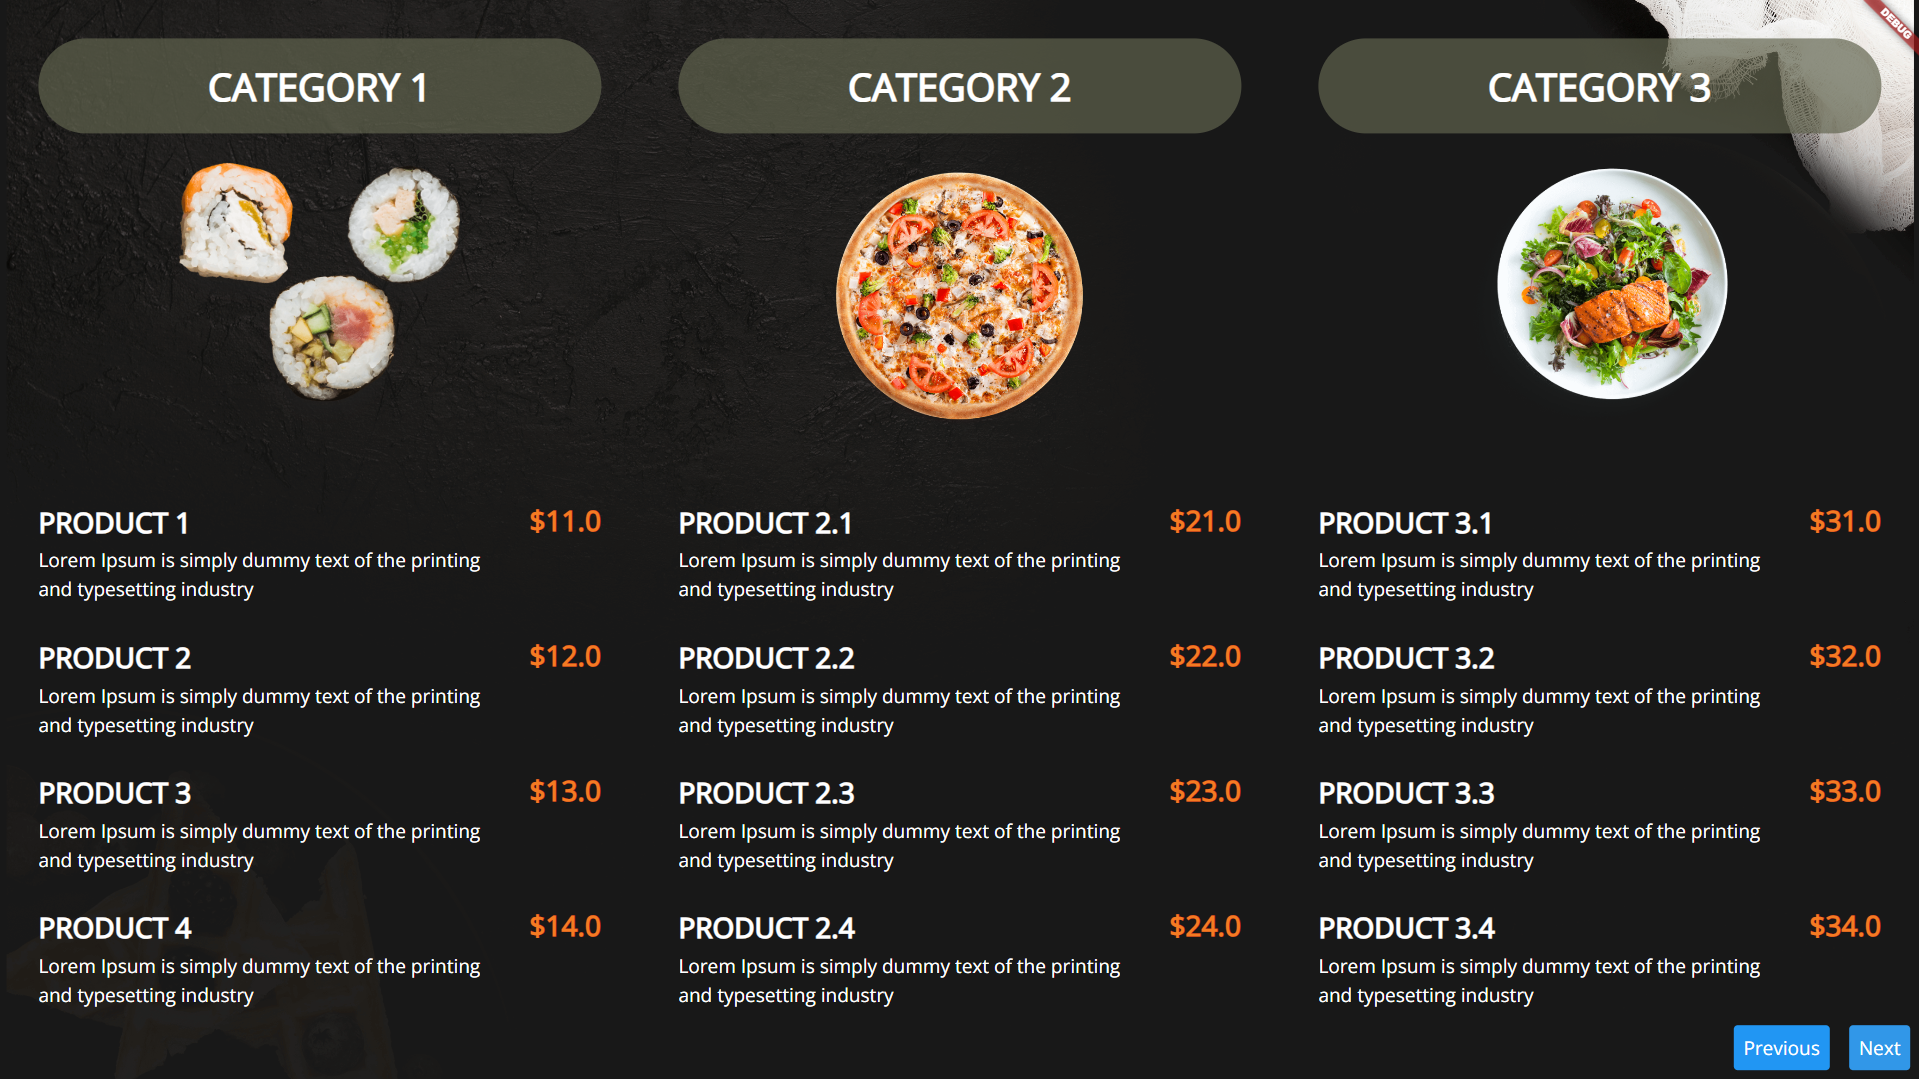 DEBUG
CATEGORY 1
CATEGORY 2
CATEGORY 3
PRODUCT 1 $11.0
Lorem Ipsum is simply dummy text of the printing
and typesetting industry
PRODUCT 2 $12.0
Lorem Ipsum is simply dummy text of the printing
and typesetting industry
PRODUCT 3 $13.0
Lorem Ipsum is simply dummy text of the printing
and typesetting industry
PRODUCT 4 $14.0
Lorem Ipsum is simply dummy text of the printing
and typesetting industry
PRODUCT 2.1 $21.0
Lorem Ipsum is simply dummy text of the printing
and typesetting industry
PRODUCT 2.2 $22.0
Lorem Ipsum is simply dummy text of the printing
and typesetting industry
PRODUCT 2.3 $23.0
Lorem Ipsum is simply dummy text of the printing
and typesetting industry
PRODUCT 2.4 $24.0
Lorem Ipsum is simply dummy text of the printing
and typesetting industry
PRODUCT 3.1 $31.0
Lorem Ipsum is simply dummy text of the printing
and typesetting industry
PRODUCT 3.2 $32.0
Lorem Ipsum is simply dummy text of the printing
and typesetting industry
PRODUCT 3.3 $33.0
Lorem Ipsum is simply dummy text of the printing
and typesetting industry
PRODUCT 3.4 $34.0
Lorem Ipsum is simply dummy text of the printing
and typesetting industry
Previous Next